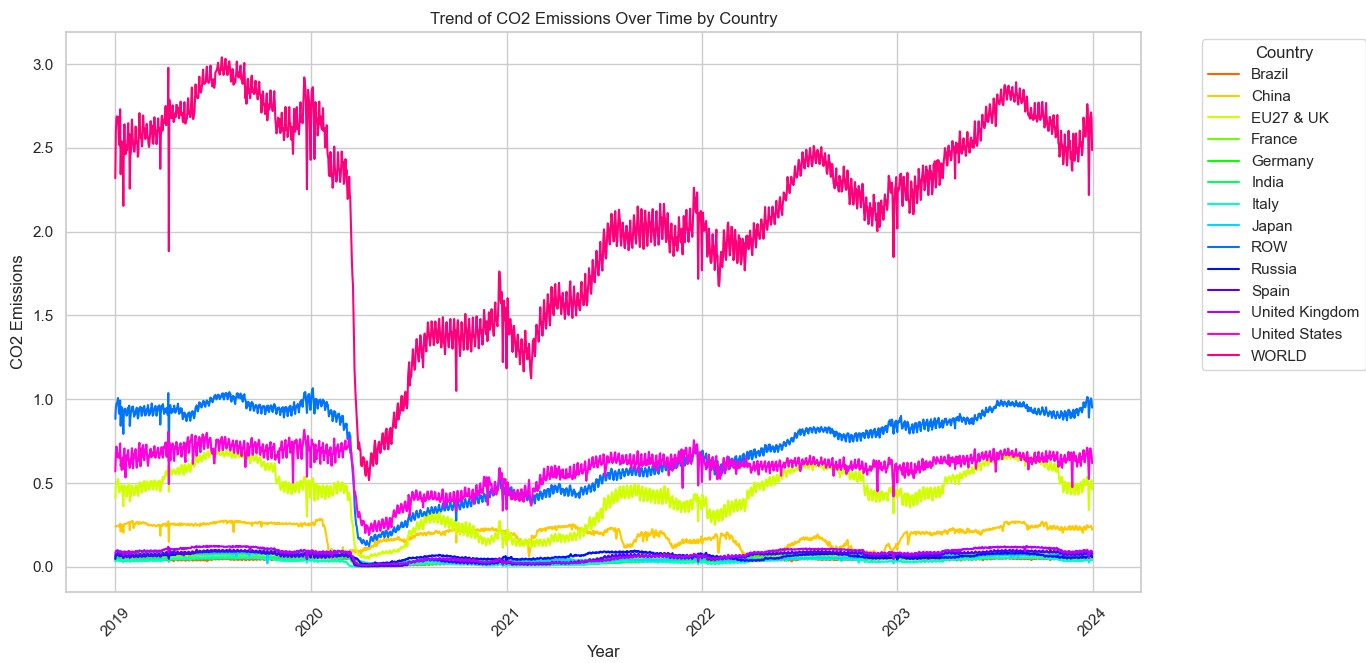 Trend of CO2 Emissions Over Time by Country
CO2 Emissions
3.0
2.5
2.0
1.5
1.0
0.5
0.0
2019
2020
2021
2022
2023
2024
Year
Country
Brazil
China
EU27 & UK
France
Germany
India
Italy
Japan
ROW
Russia
Spain
United Kingdom
United States
WORLD